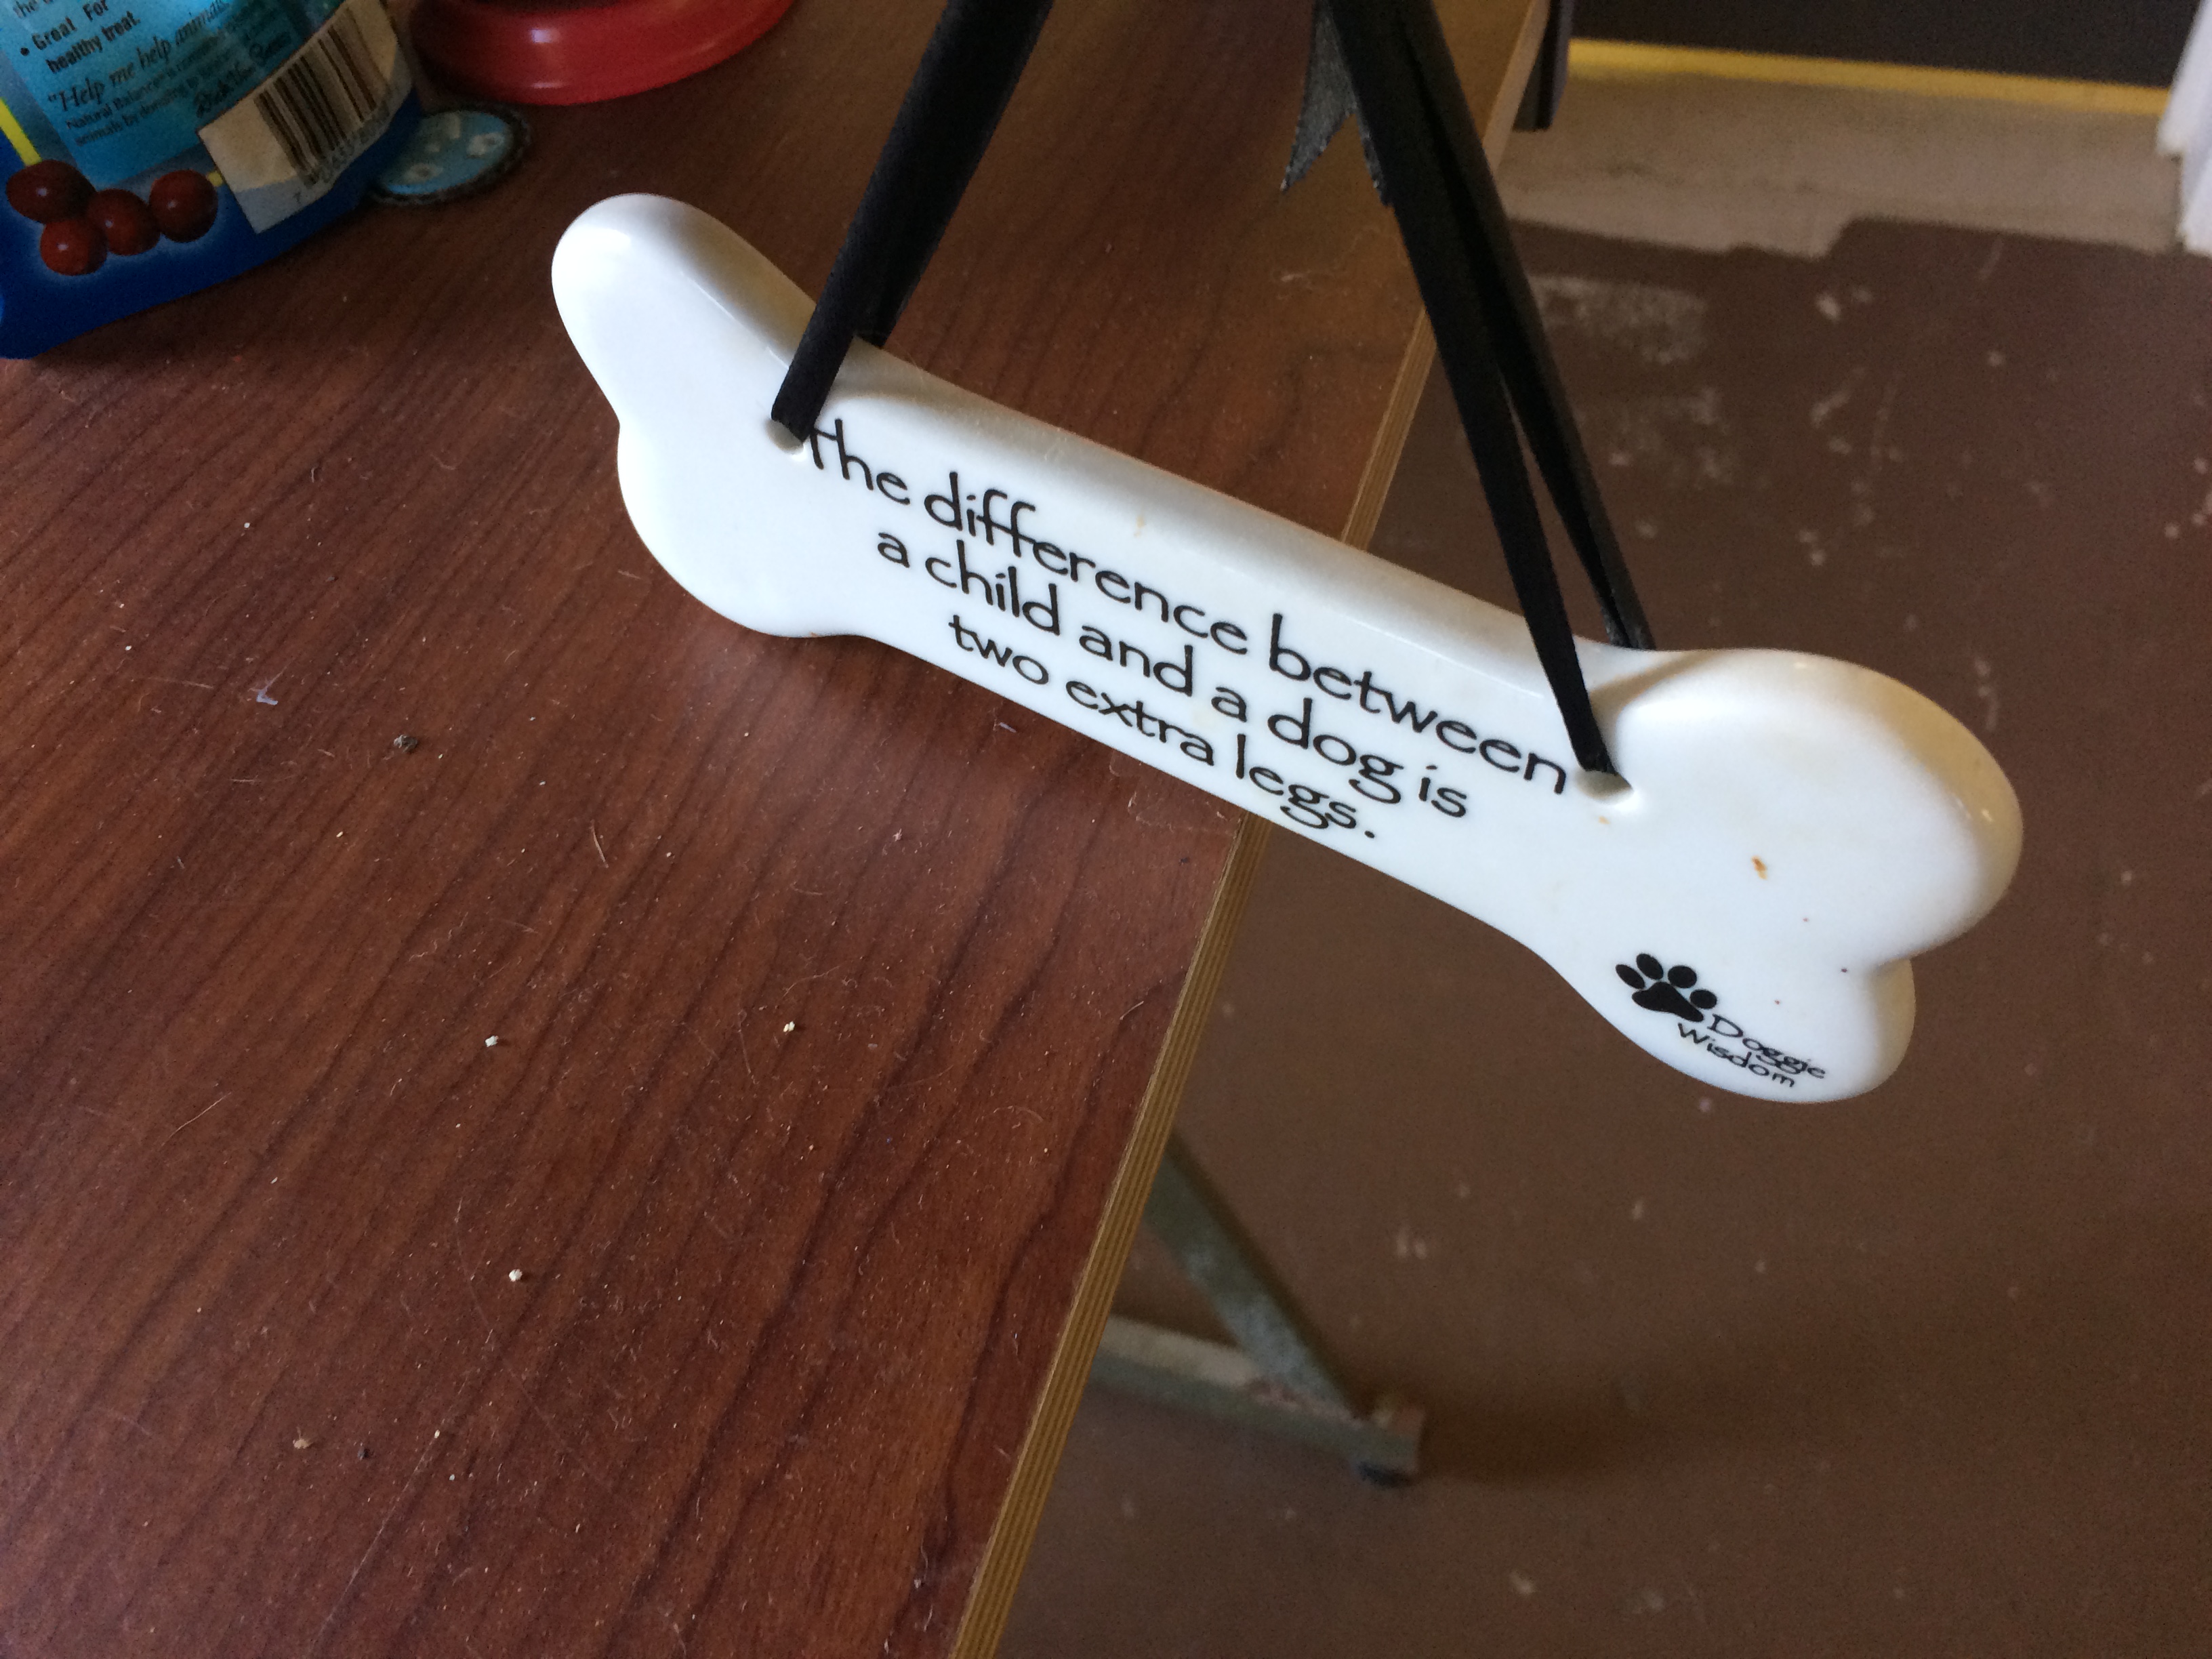 • Great For
healthy treat.
"Help me help animals
the difference between
a child and a dog is
two extra legs.
Doggie
wisdom